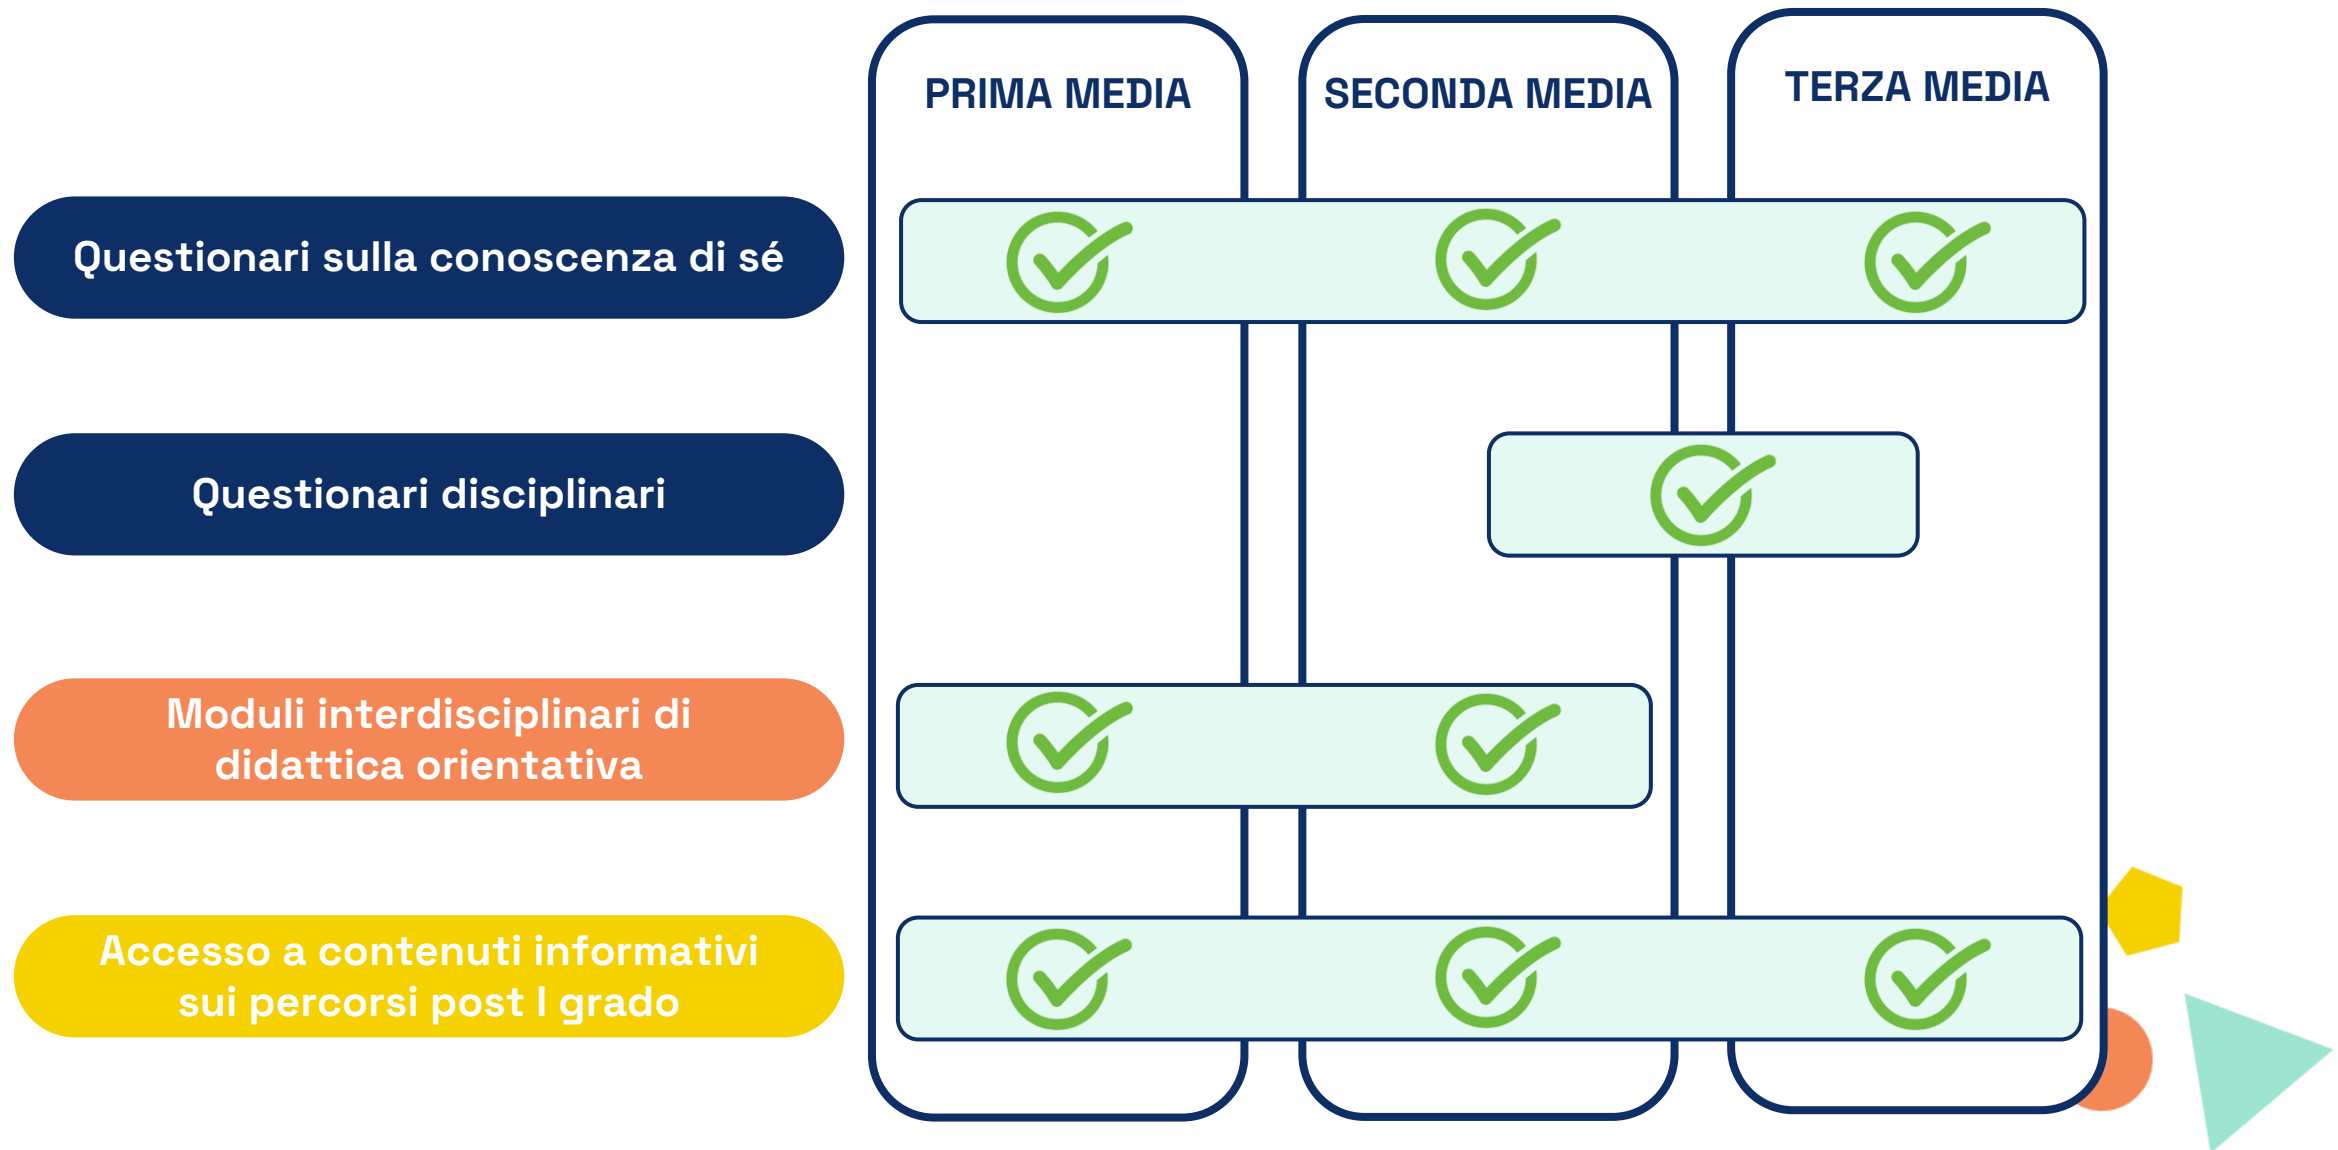 PRIMA MEDIA
SECONDA MEDIA
TERZA MEDIA
Questionari sulla conoscenza di sé
Questionari disciplinari
Moduli interdisciplinari di
didattica orientativa
Accesso a contenuti informativi
sui percorsi post I grado